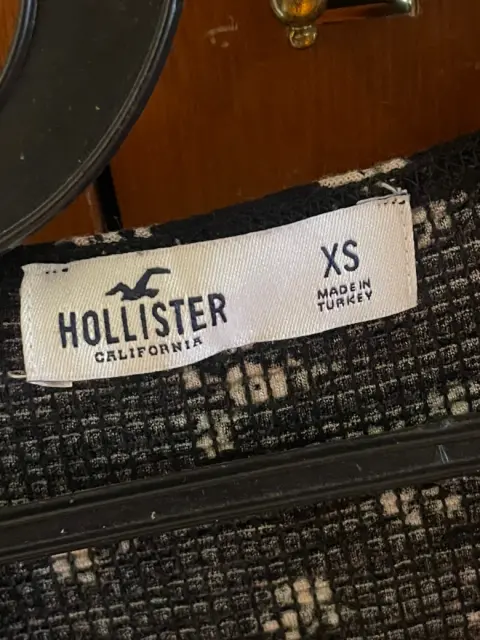 HOLLISTER
CALIFORNIA
XS
MADE IN
TURKEY